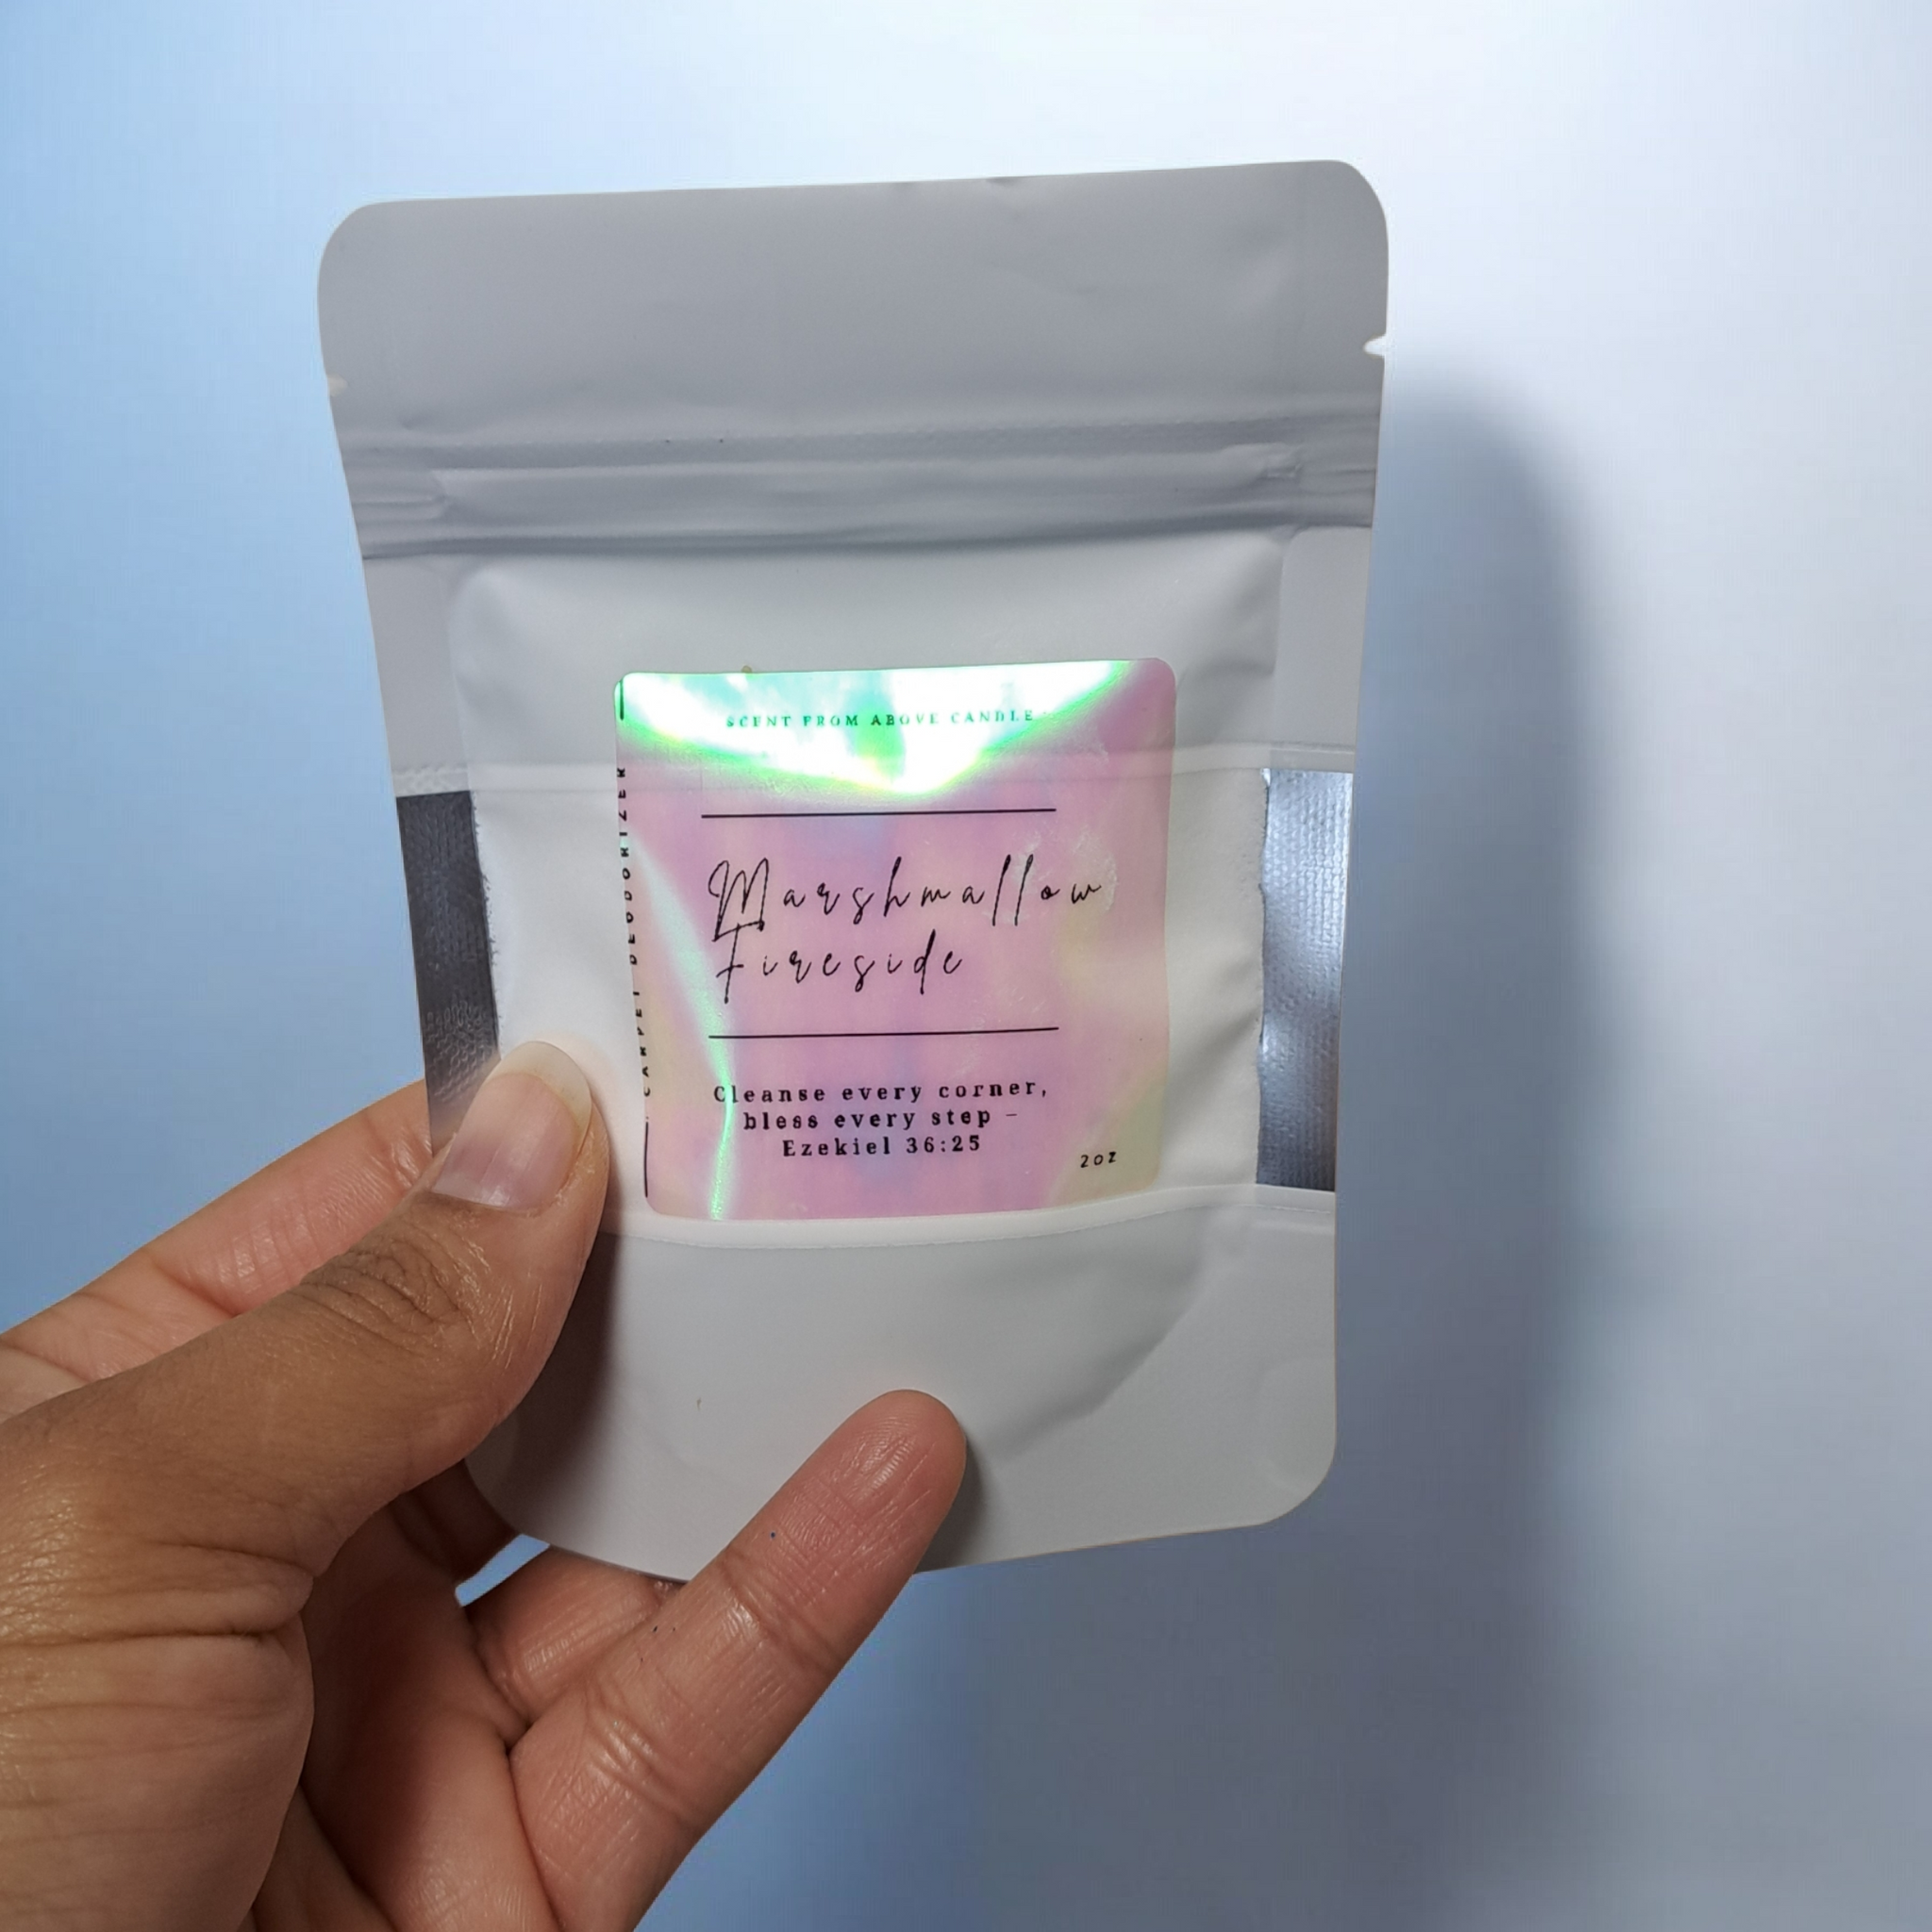 SCENT FROM ABOVE CANDLE
CARPET DEODORIZER
Marshmallow
Fireside
Cleanse every corner,
bless every step –
Ezekiel 36:25
2oz